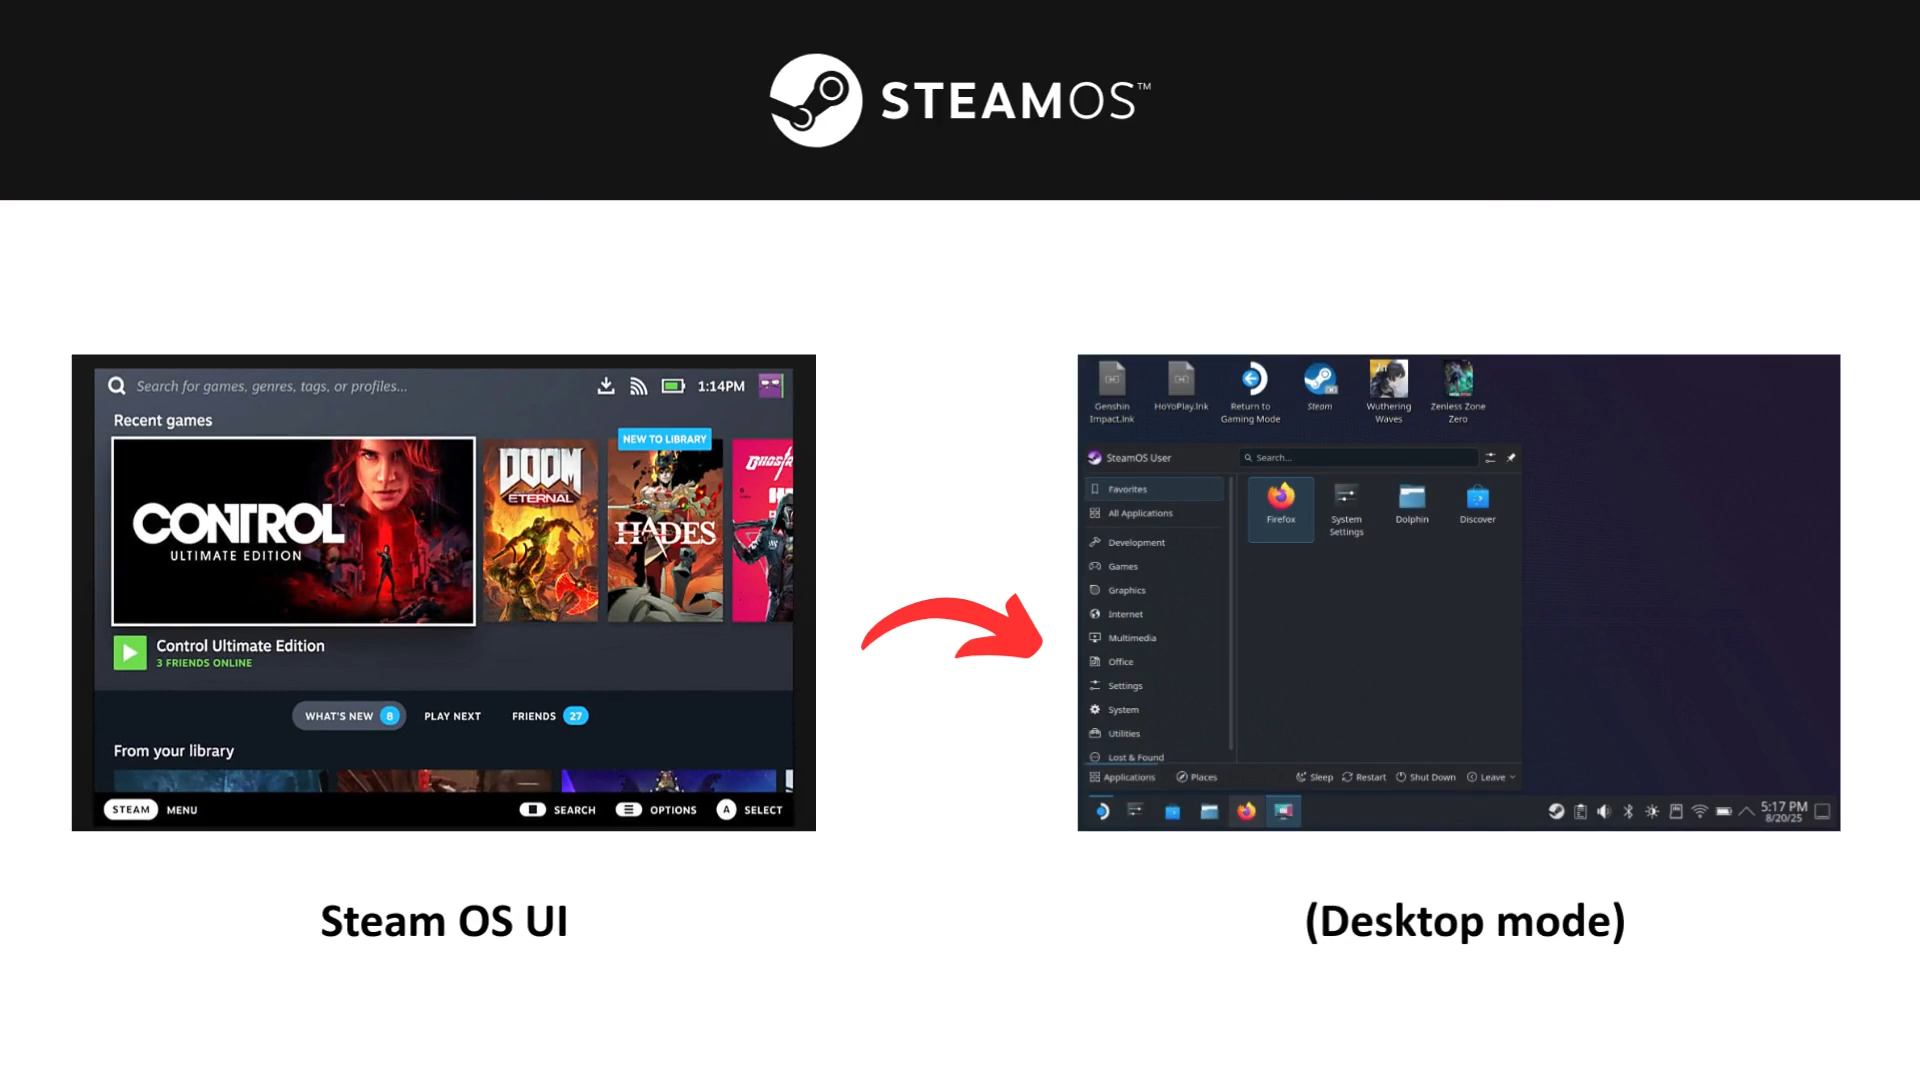 STEAMOS™
Search for games, genres, tags, or profiles...
1:14PM
Recent games
NEW TO LIBRARY
CONTROL
ULTIMATE EDITION
DOOM
ETERNAL
HADES
Control Ultimate Edition
3 FRIENDS ONLINE
WHAT'S NEW 8
PLAY NEXT
FRIENDS 27
From your library
STEAM MENU
SEARCH
OPTIONS
A SELECT
Genshin
Impact.lnk
HoYoPlay.lnk
Return to
Gaming Mode
Steam
Wuthering
Waves
Zenless Zone
Zero
SteamOS User
Search...
Favorites
All Applications
Development
Games
Graphics
Internet
Multimedia
Office
Settings
System
Utilities
Lost & Found
Firefox
System
Settings
Dolphin
Discover
Applications
Places
Sleep
Restart
Shut Down
Leave
5:17 PM
8/20/25
Steam OS UI
(Desktop mode)